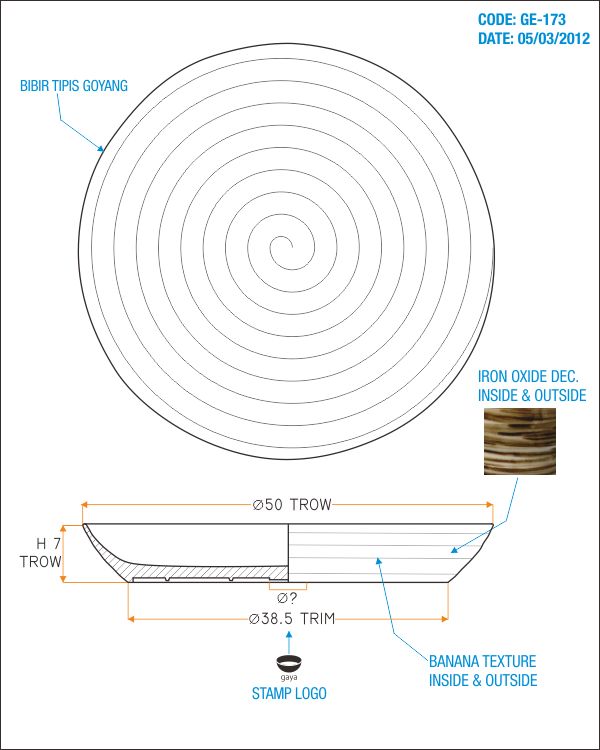 CODE: GE-173
DATE: 05/03/2012
BIBIR TIPIS GOYANG
IRON OXIDE DEC.
INSIDE & OUTSIDE
Ø50 TROW
H 7
TROW
Ø?
Ø38.5 TRIM
gaya
STAMP LOGO
BANANA TEXTURE
INSIDE & OUTSIDE